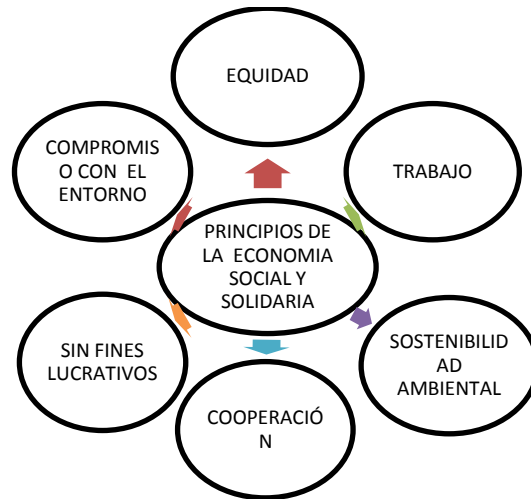 EQUIDAD
COMPROMIS
O CON EL
ENTORNO
TRABAJO
PRINCIPIOS DE
LA ECONOMIA
SOCIAL Y
SOLIDARIA
SIN FINES
LUCRATIVOS
SOSTENIBILID
AD
AMBIENTAL
COOPERACIÓ
N